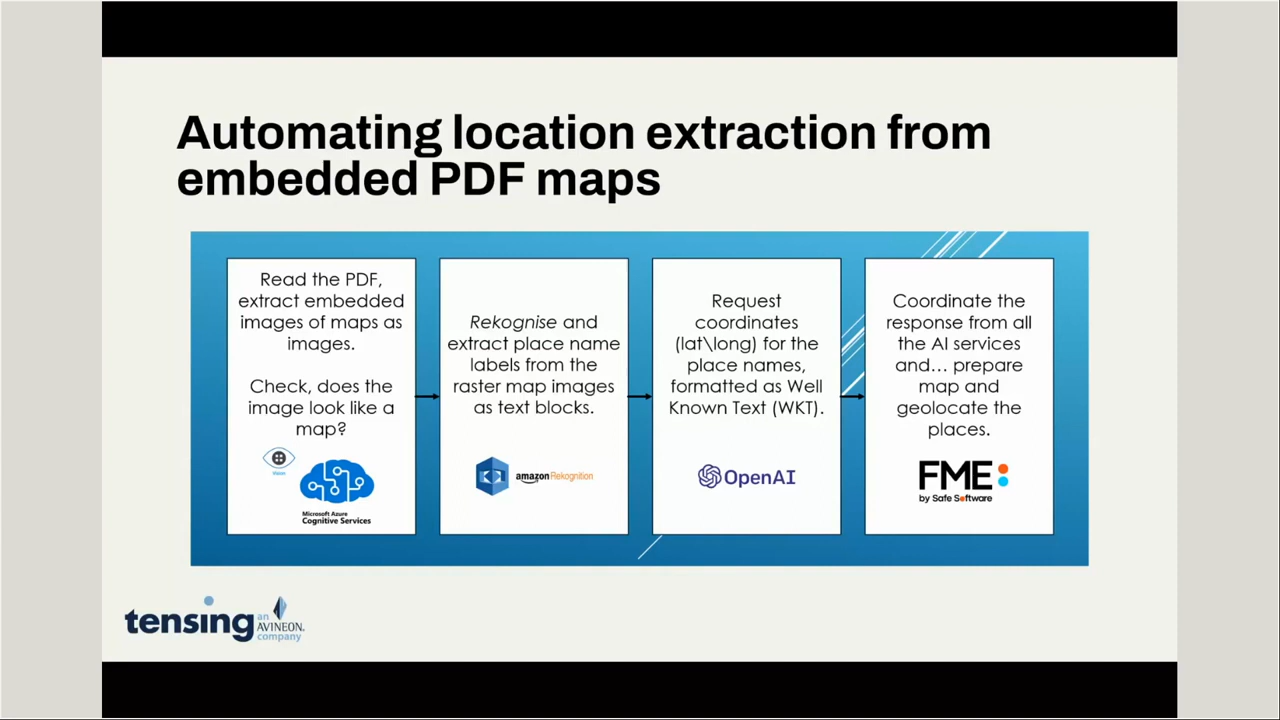 Automating location extraction from
embedded PDF maps
Read the PDF,
extract embedded
images of maps as
images.
Check, does the
image look like a
map?
Vision
Microsoft Azure
Cognitive Services
Rekognise and
extract place name
labels from the
raster map images
as text blocks.
amazon Rekognition
Request
coordinates
(lat\long) for the
place names,
formatted as Well
Known Text (WKT).
OpenAI
Coordinate the
response from all
the AI services
and... prepare
map and
geolocate the
places.
FME
by Safe Software
tensing
an
AVINEON.
company